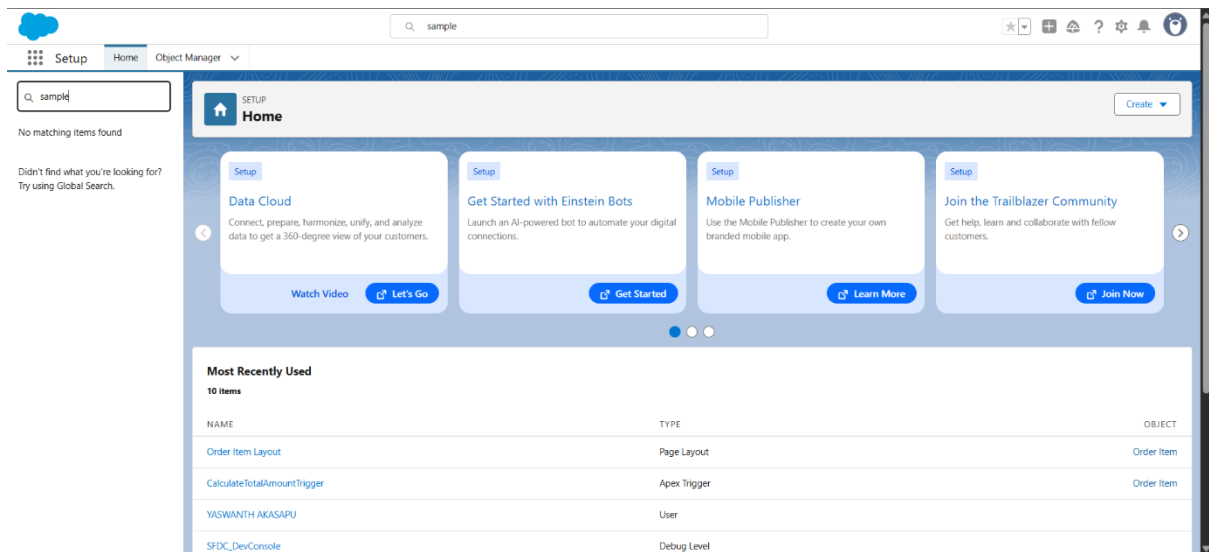 sample
Setup
Home
Object Manager
sample
No matching items found
Didn't find what you're looking for?
Try using Global Search.
SETUP
Home
Create
Setup
Data Cloud
Connect, prepare, harmonize, unify, and analyze
data to get a 360-degree view of your customers.
Watch Video
Let's Go
Setup
Get Started with Einstein Bots
Launch an AI-powered bot to automate your digital
connections.
Get Started
Setup
Mobile Publisher
Use the Mobile Publisher to create your own
branded mobile app.
Learn More
Setup
Join the Trailblazer Community
Get help, learn and collaborate with fellow
customers.
Join Now
Most Recently Used
10 items
NAME TYPE OBJECT
Order Item Layout Page Layout Order Item
CalculateTotalAmountTrigger Apex Trigger Order Item
YASWANTH AKASAPU User
SFDC_DevConsole Debug Level